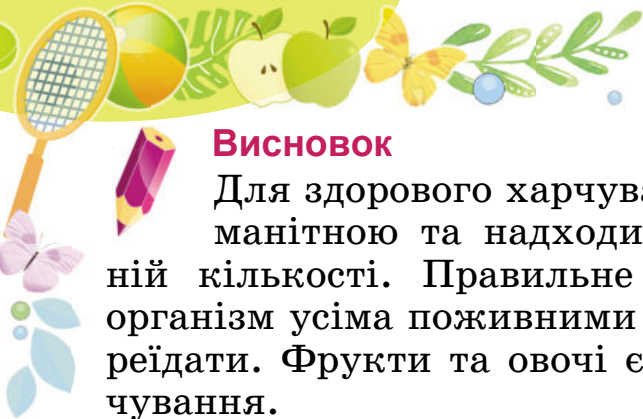 Висновок
Для здорового харчува
манітною та надходи
ній кількості. Правильне
організм усіма поживними
реїдати. Фрукти та овочі є
чування.